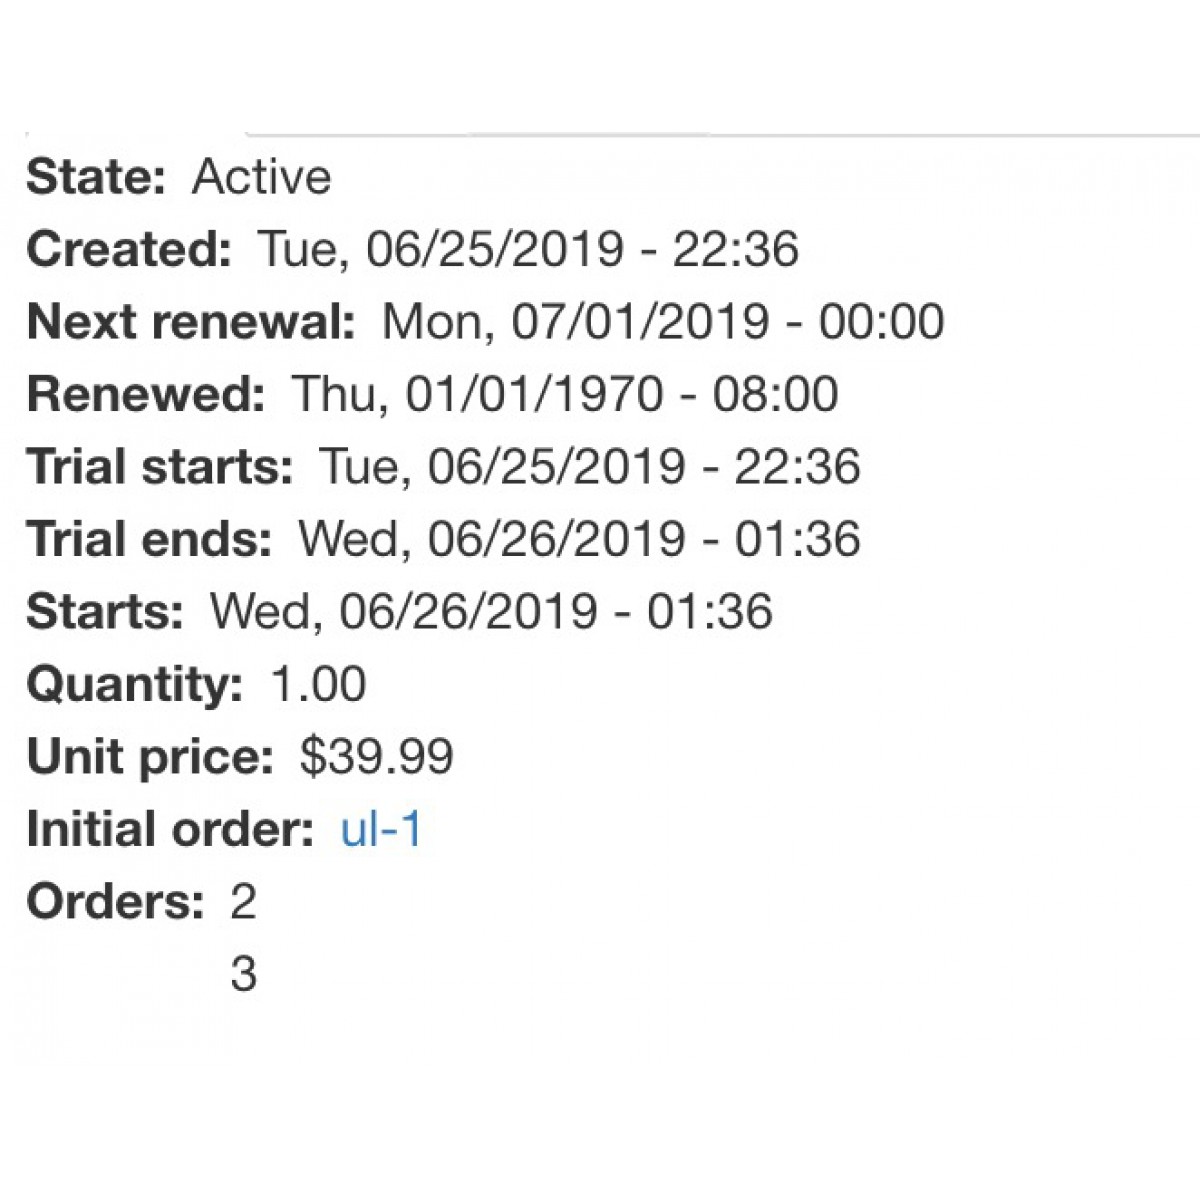 State: Active
Created: Tue, 06/25/2019 - 22:36
Next renewal: Mon, 07/01/2019 - 00:00
Renewed: Thu, 01/01/1970 - 08:00
Trial starts: Tue, 06/25/2019 - 22:36
Trial ends: Wed, 06/26/2019 - 01:36
Starts: Wed, 06/26/2019 - 01:36
Quantity: 1.00
Unit price: $39.99
Initial order: ul-1
Orders: 2
3